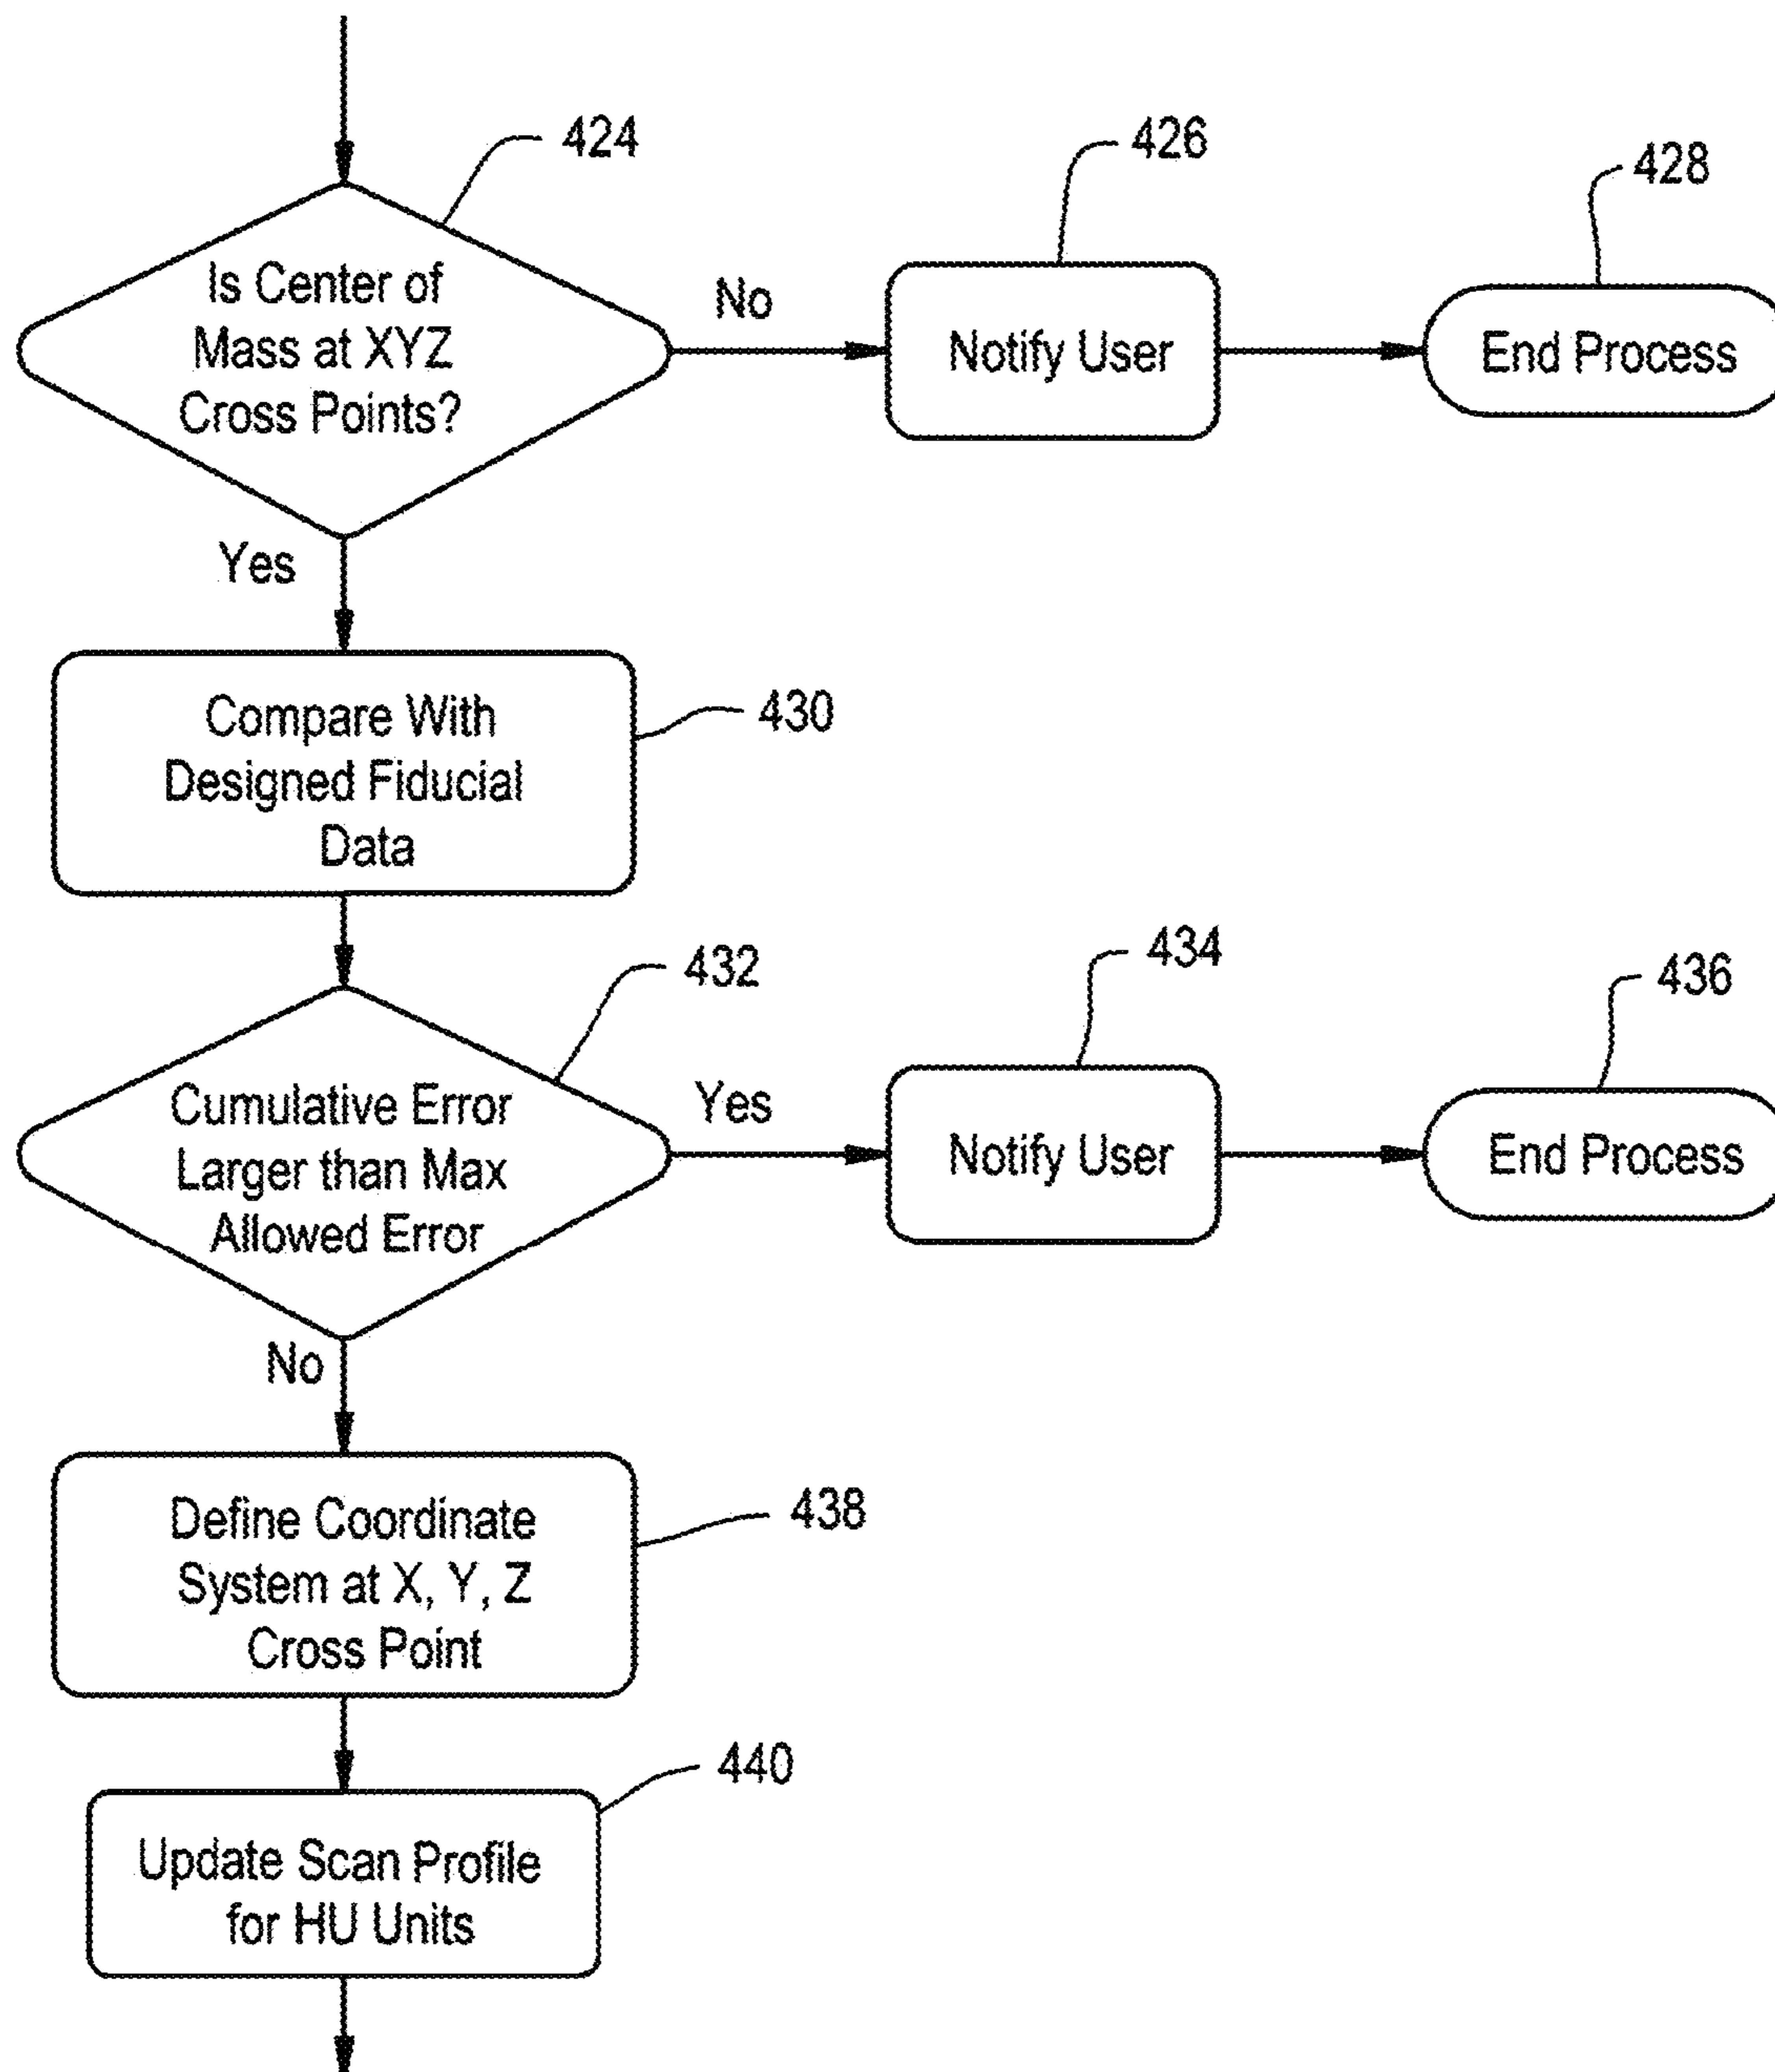 424
Is Center of
Mass at XYZ
Cross Points?
No
426
Notify User
428
End Process
Yes
430
Compare With
Designed Fiducial
Data
432
Cumulative Error
Larger than Max
Allowed Error
Yes
434
Notify User
436
End Process
No
438
Define Coordinate
System at X, Y, Z
Cross Point
440
Update Scan Profile
for HU Units